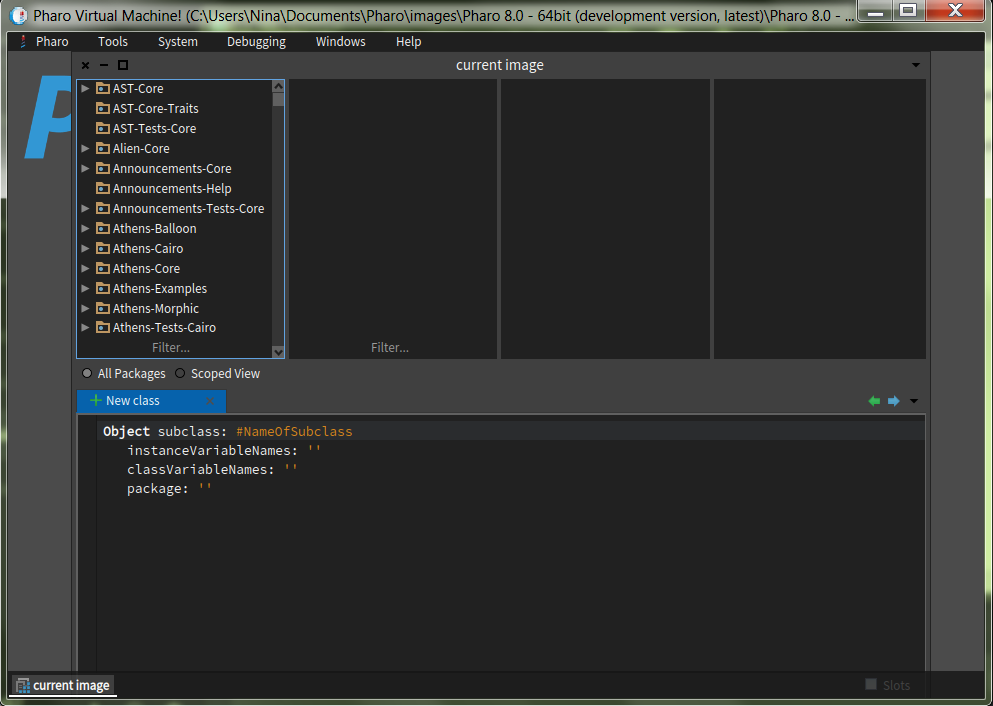 Pharo Virtual Machine! (C:\Users\Nina\Documents\Pharo\images\Pharo 8.0 - 64bit (development version, latest)\Pharo 8.0 - ...
Pharo Tools System Debugging Windows Help
current image
AST-Core
AST-Core-Traits
AST-Tests-Core
Alien-Core
Announcements-Core
Announcements-Help
Announcements-Tests-Core
Athens-Balloon
Athens-Cairo
Athens-Core
Athens-Examples
Athens-Morphic
Athens-Tests-Cairo
Filter... Filter...
All Packages Scoped View
New class
Object subclass: #NameOfSubclass
instanceVariableNames: ''
classVariableNames: ''
package: ''
current image Slots